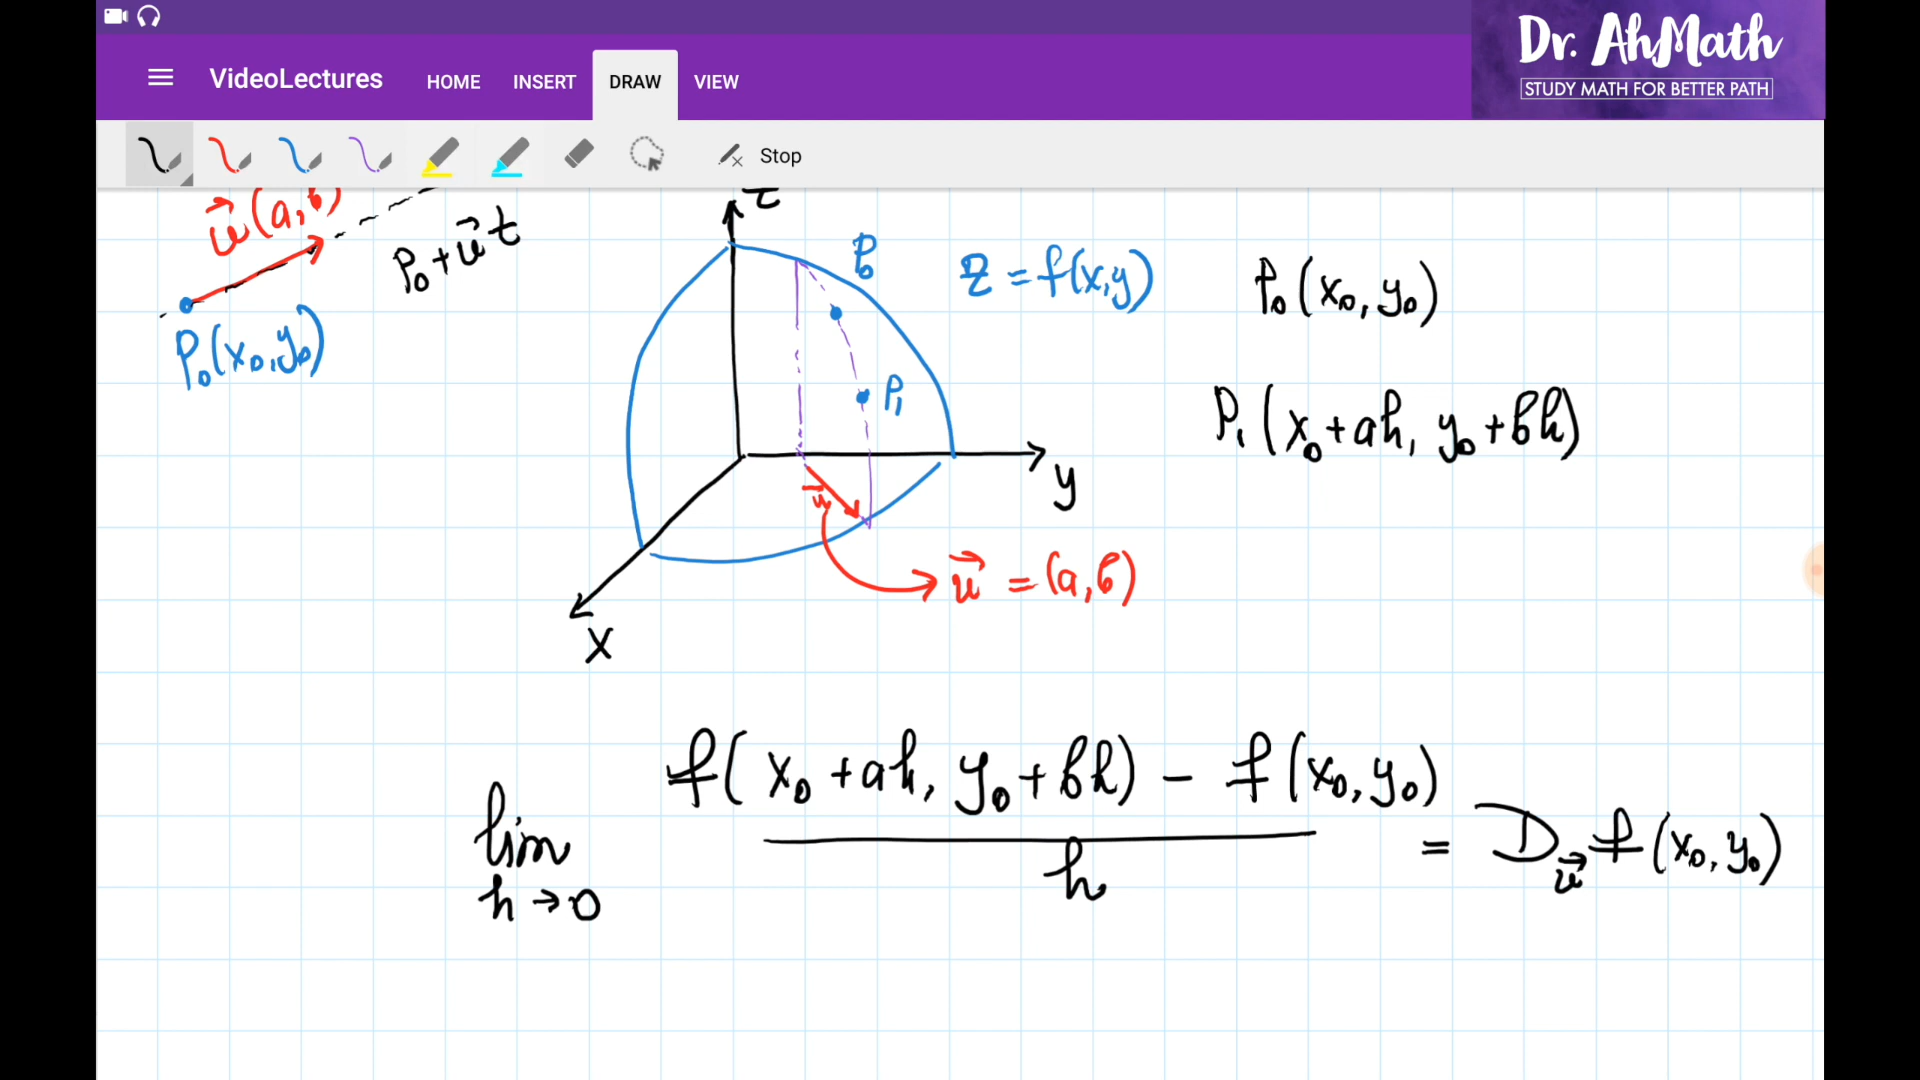 Dr. AhMath
STUDY MATH FOR BETTER PATH
VideoLectures HOME INSERT DRAW VIEW
Stop
u⃗(a,b)
P₀+u⃗t
P₀(x₀,y₀)
z
P₀
z = f(x,y)
P₀(x₀,y₀)
P₁
P₁(x₀+ah, y₀+bh)
y
u⃗
u⃗ = (a,b)
x
lim h→0 f(x₀+ah, y₀+bh) − f(x₀,y₀) / h = D_u⃗ f(x₀,y₀)